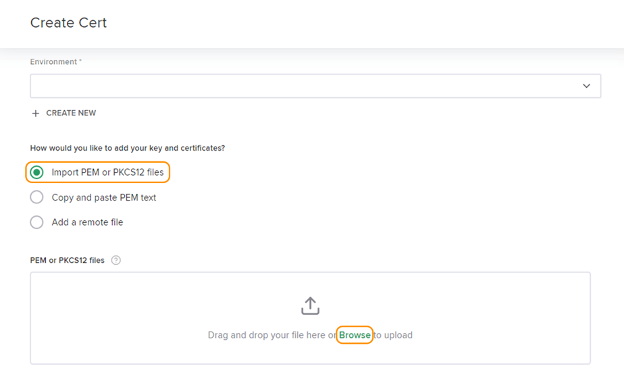 Create Cert
Environment *
+ CREATE NEW
How would you like to add your key and certificates?
Import PEM or PKCS12 files
Copy and paste PEM text
Add a remote file
PEM or PKCS12 files ?
Drag and drop your file here or Browse to upload